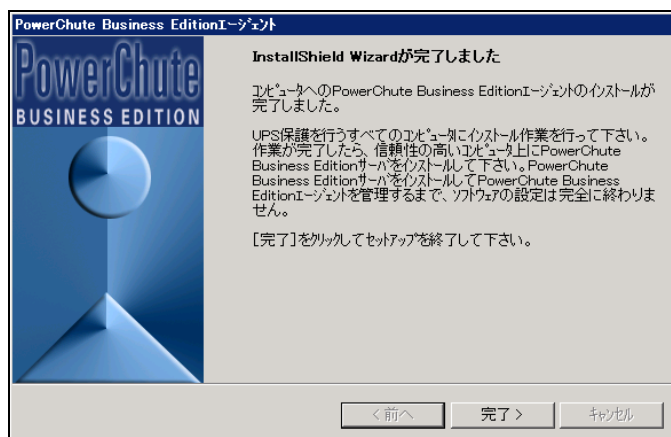 PowerChute Business Editionｴｰｼﾞｪﾝﾄ
PowerChute
BUSINESS EDITION
InstallShield Wizardが完了しました
ｺﾝﾋﾟｭｰﾀへのPowerChute Business Editionｴｰｼﾞｪﾝﾄのｲﾝｽﾄｰﾙが
完了しました。
UPS保護を行うすべてのｺﾝﾋﾟｭｰﾀにｲﾝｽﾄｰﾙ作業を行って下さい。
作業が完了したら、信頼性の高いｺﾝﾋﾟｭｰﾀ上にPowerChute
Business Editionｻｰﾊﾞをｲﾝｽﾄｰﾙして下さい。PowerChute
Business EditionｻｰﾊﾞをｲﾝｽﾄｰﾙしてPowerChute Business
Editionｴｰｼﾞｪﾝﾄを管理するまで、ｿﾌﾄｳｪｱの設定は完全に終わりま
せん。
[完了]をｸﾘｯｸしてｾｯﾄｱｯﾌﾟを終了して下さい。
< 前へ 完了 > ｷｬﾝｾﾙ